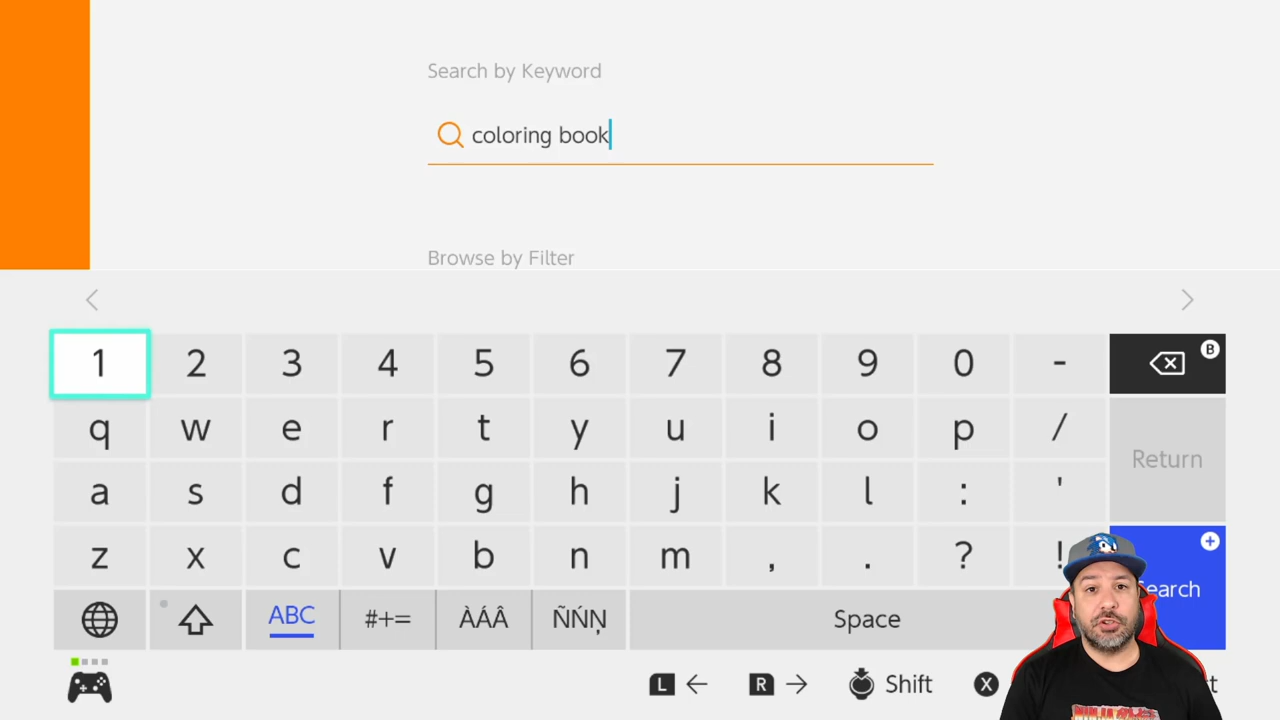 Search by Keyword
coloring book
Browse by Filter
1 2 3 4 5 6 7 8 9 0 - B
q w e r t y u i o p / Return
a s d f g h j k l : '
z x c v b n m , . ? ! +
ABC #+= ÀÁÂ ÑŃŅ Space
L ← R → Shift X